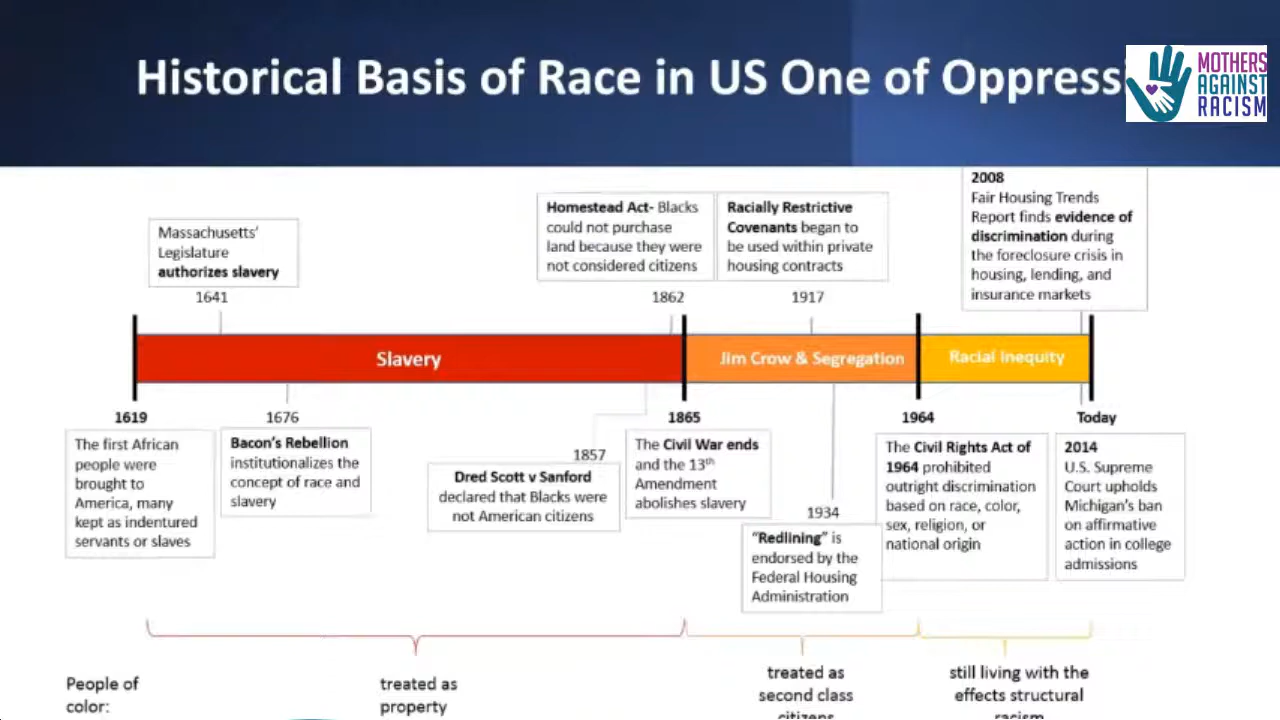 Historical Basis of Race in US One of Oppressi
MOTHERS
AGAINST
RACISM
Massachusetts’
Legislature
authorizes slavery
1641
Homestead Act- Blacks
could not purchase
land because they were
not considered citizens
1862
Racially Restrictive
Covenants began to
be used within private
housing contracts
1917
2008
Fair Housing Trends
Report finds evidence of
discrimination during
the foreclosure crisis in
housing, lending, and
insurance markets
Slavery
Jim Crow & Segregation
Racial Inequity
1619
The first African
people were
brought to
America, many
kept as indentured
servants or slaves
1676
Bacon’s Rebellion
institutionalizes the
concept of race and
slavery
1857
Dred Scott v Sanford
declared that Blacks were
not American citizens
1865
The Civil War ends
and the 13th
Amendment
abolishes slavery
1934
“Redlining” is
endorsed by the
Federal Housing
Administration
1964
The Civil Rights Act of
1964 prohibited
outright discrimination
based on race, color,
sex, religion, or
national origin
Today
2014
U.S. Supreme
Court upholds
Michigan’s ban
on affirmative
action in college
admissions
People of
color:
treated as
property
treated as
second class
citizens
still living with the
effects structural
racism